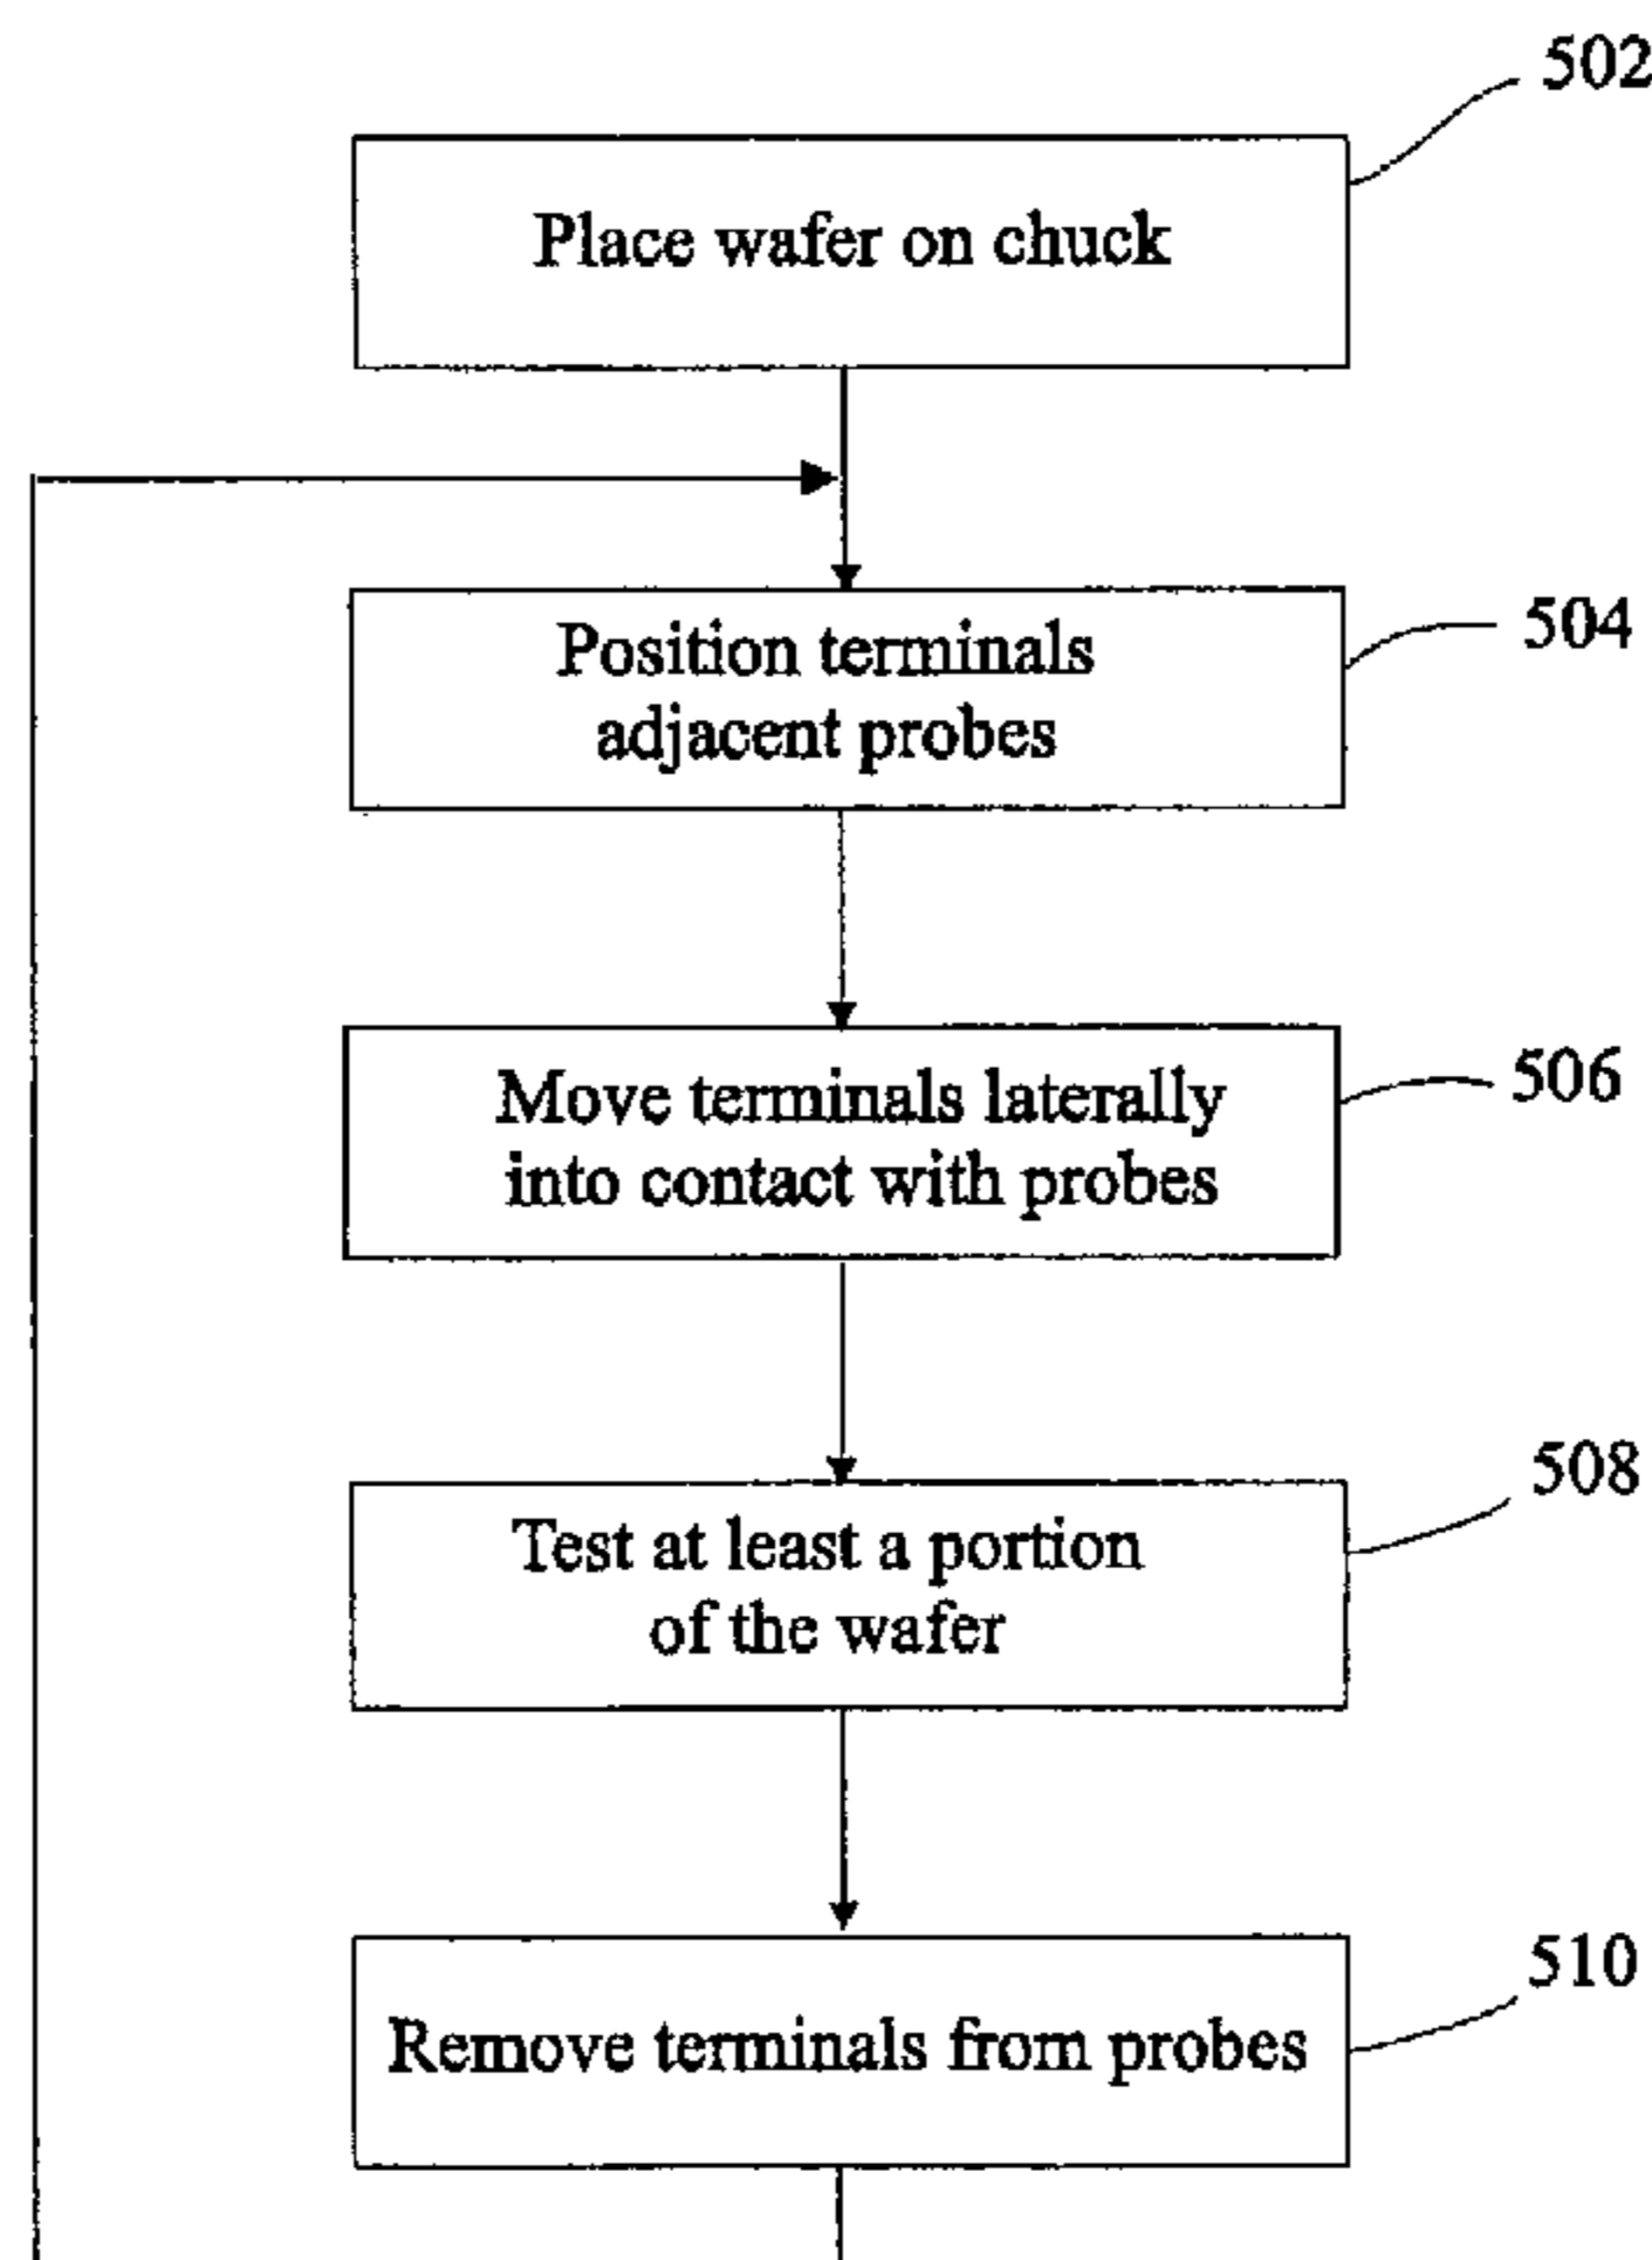 502
Place wafer on chuck
504
Position terminals
adjacent probes
506
Move terminals laterally
into contact with probes
508
Test at least a portion
of the wafer
510
Remove terminals from probes